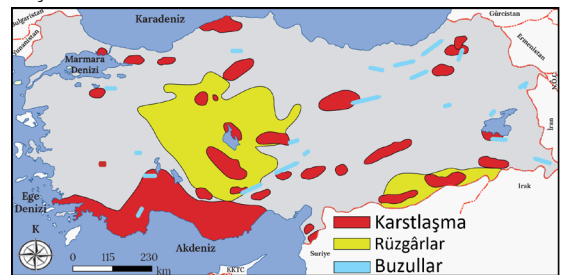 Bulgaristan
Yunanistan
Karadeniz
Gürcistan
Ermenistan
Marmara
Denizi
İran
Ege
Denizi
K
Akdeniz
Suriye
Irak
KKTC
0 115 230
km
Karstlaşma
Rüzgârlar
Buzullar